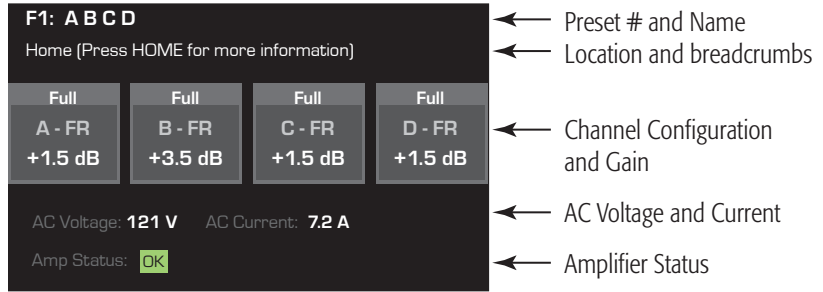 F1: A B C D
Preset # and Name
Home (Press HOME for more information)
Location and breadcrumbs
Full Full Full Full
A - FR B - FR C - FR D - FR
+1.5 dB +3.5 dB +1.5 dB +1.5 dB
Channel Configuration
and Gain
AC Voltage: 121 V AC Current: 7.2 A
AC Voltage and Current
Amp Status: OK
Amplifier Status